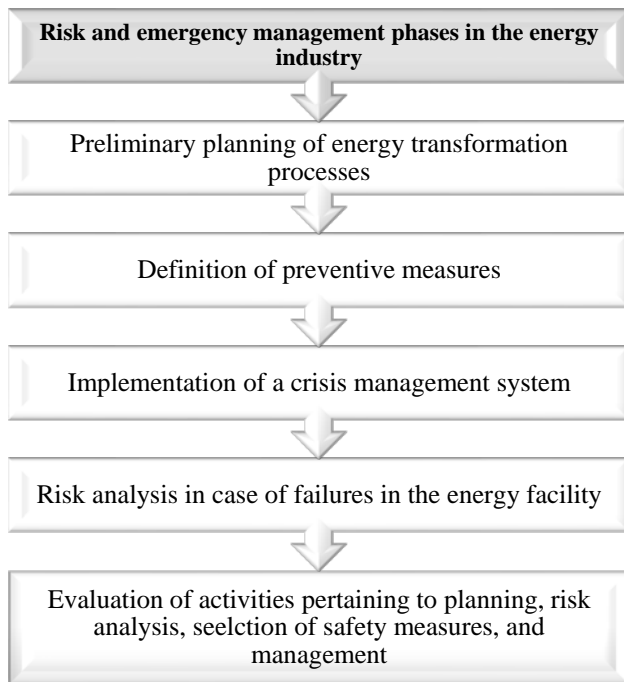 Risk and emergency management phases in the energy
industry
Preliminary planning of energy transformation
processes
Definition of preventive measures
Implementation of a crisis management system
Risk analysis in case of failures in the energy facility
Evaluation of activities pertaining to planning, risk
analysis, seelction of safety measures, and
management